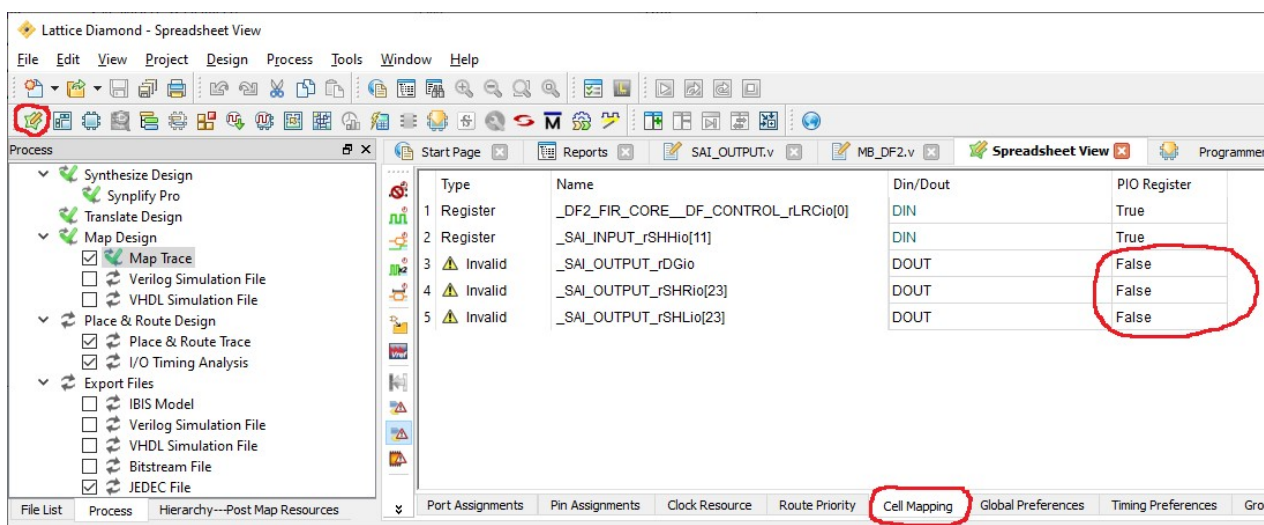 Lattice Diamond - Spreadsheet View
File Edit View Project Design Process Tools Window Help
Process
Start Page Reports SAI_OUTPUT.v MB_DF2.v Spreadsheet View Programmer
Synthesize Design
Synplify Pro
Translate Design
Map Design
Map Trace
Verilog Simulation File
VHDL Simulation File
Place & Route Design
Place & Route Trace
I/O Timing Analysis
Export Files
IBIS Model
Verilog Simulation File
VHDL Simulation File
Bitstream File
JEDEC File
Type Name Din/Dout PIO Register
1 Register _DF2_FIR_CORE__DF_CONTROL_rLRCio[0] DIN True
2 Register _SAI_INPUT_rSHHio[11] DIN True
3 Invalid _SAI_OUTPUT_rDGio DOUT False
4 Invalid _SAI_OUTPUT_rSHRio[23] DOUT False
5 Invalid _SAI_OUTPUT_rSHLio[23] DOUT False
File List Process Hierarchy---Post Map Resources
Port Assignments Pin Assignments Clock Resource Route Priority Cell Mapping Global Preferences Timing Preferences Gro